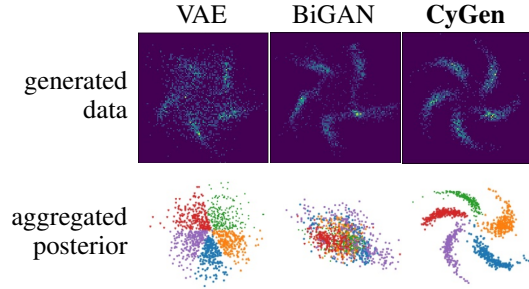 VAE BiGAN CyGen
generated
data
aggregated
posterior